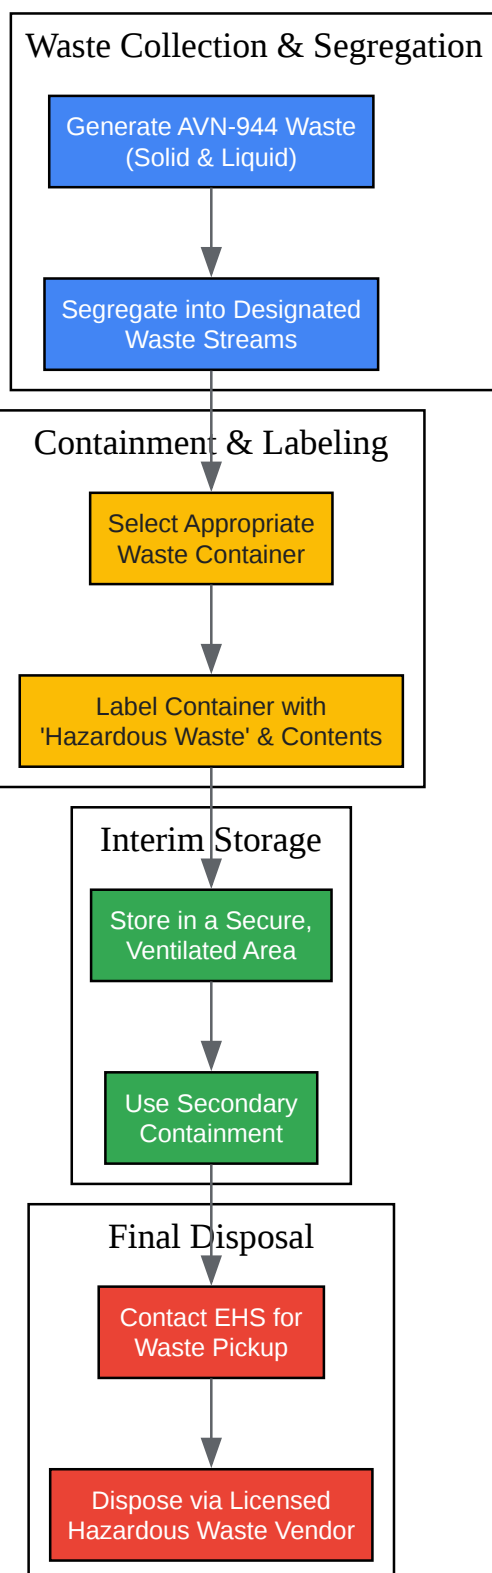 Waste Collection & Segregation
Generate AVN-944 Waste
(Solid & Liquid)
Segregate into Designated
Waste Streams
Containment & Labeling
Select Appropriate
Waste Container
Label Container with
'Hazardous Waste' & Contents
Interim Storage
Store in a Secure,
Ventilated Area
Use Secondary
Containment
Final Disposal
Contact EHS for
Waste Pickup
Dispose via Licensed
Hazardous Waste Vendor